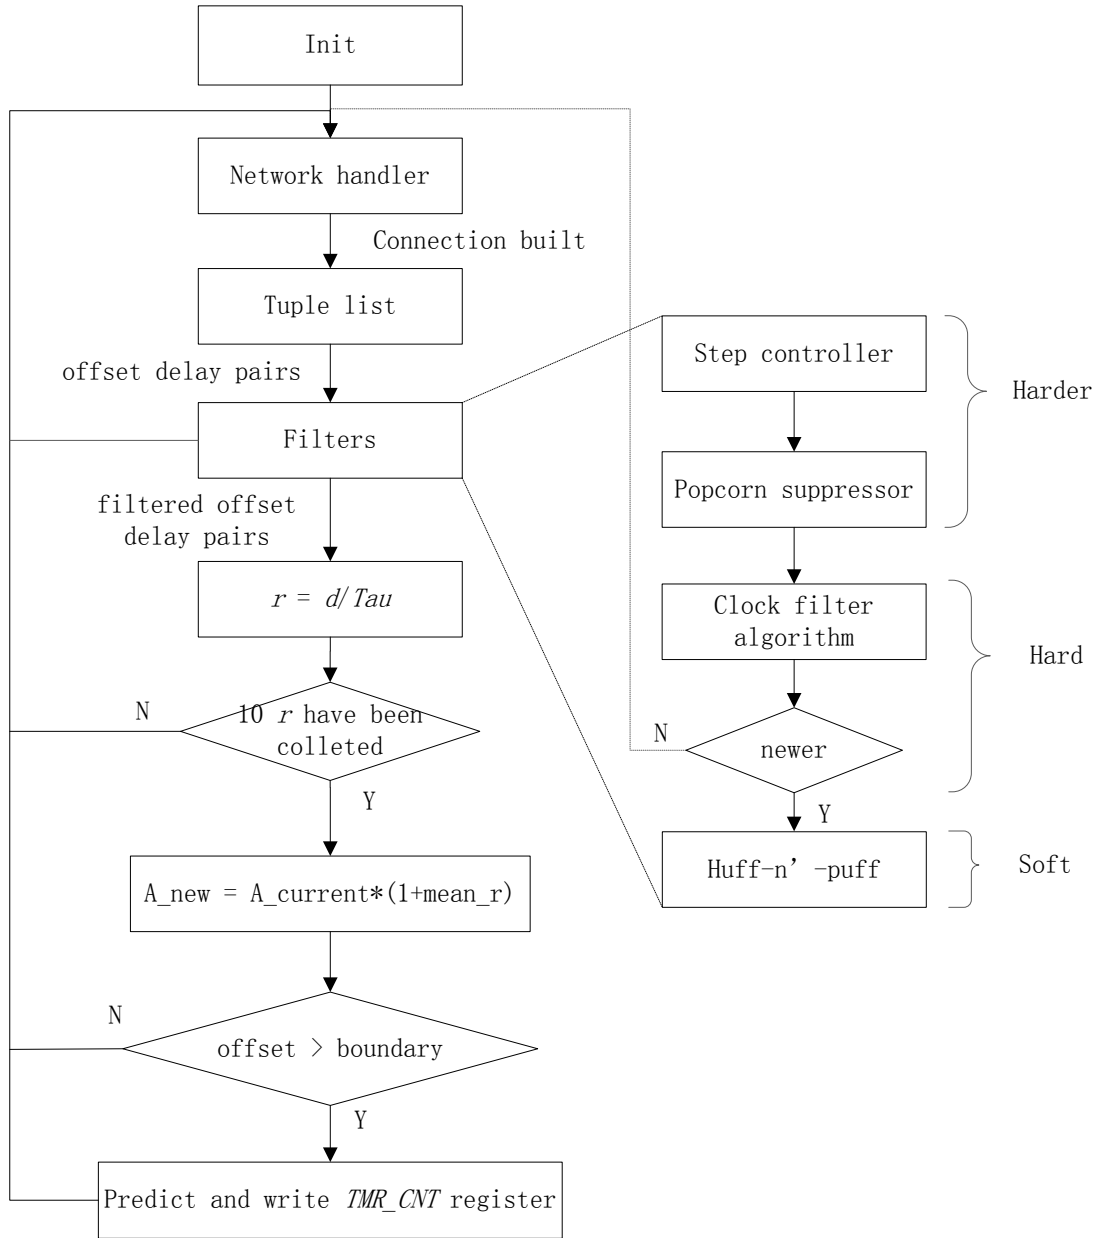 Init
Network handler
Connection built
Tuple list
offset delay pairs
Filters
filtered offset
delay pairs
r = d/Tau
N
10 r have been
colleted
Y
A_new = A_current*(1+mean_r)
N
offset > boundary
Y
Predict and write TMR_CNT register
Step controller
Harder
Popcorn suppressor
Clock filter
algorithm
Hard
N
newer
Y
Huff-n’-puff
Soft